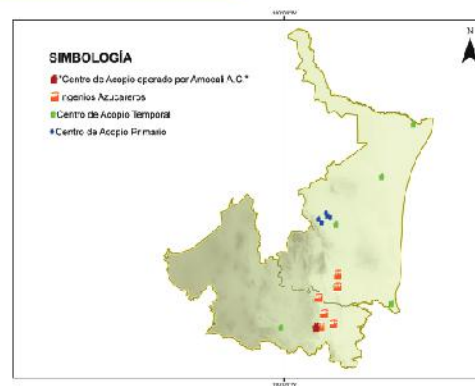 SIMBOLOGÍA
"Centro de Acopio operado por Amocali A.C."
Ingenios Azucareros
Centro de Acopio Temporal
Centro de Acopio Primario
N